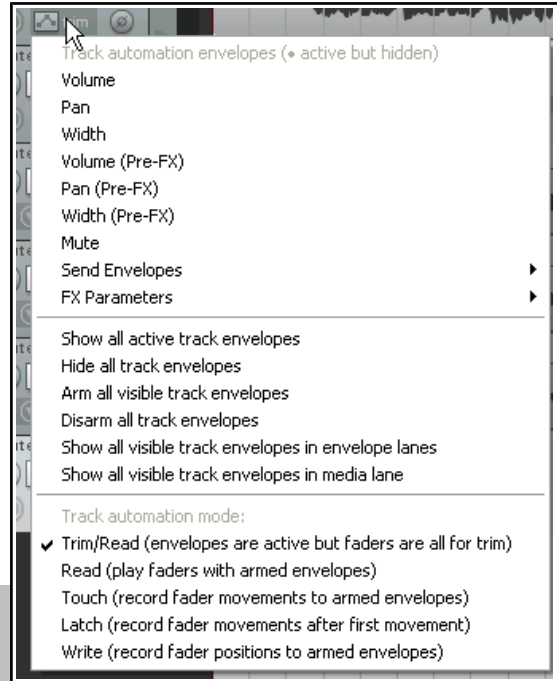 trim
Track automation envelopes (• active but hidden)
Volume
Pan
Width
Volume (Pre-FX)
Pan (Pre-FX)
Width (Pre-FX)
Mute
Send Envelopes
FX Parameters
Show all active track envelopes
Hide all track envelopes
Arm all visible track envelopes
Disarm all track envelopes
Show all visible track envelopes in envelope lanes
Show all visible track envelopes in media lane
Track automation mode:
Trim/Read (envelopes are active but faders are all for trim)
Read (play faders with armed envelopes)
Touch (record fader movements to armed envelopes)
Latch (record fader movements after first movement)
Write (record fader positions to armed envelopes)